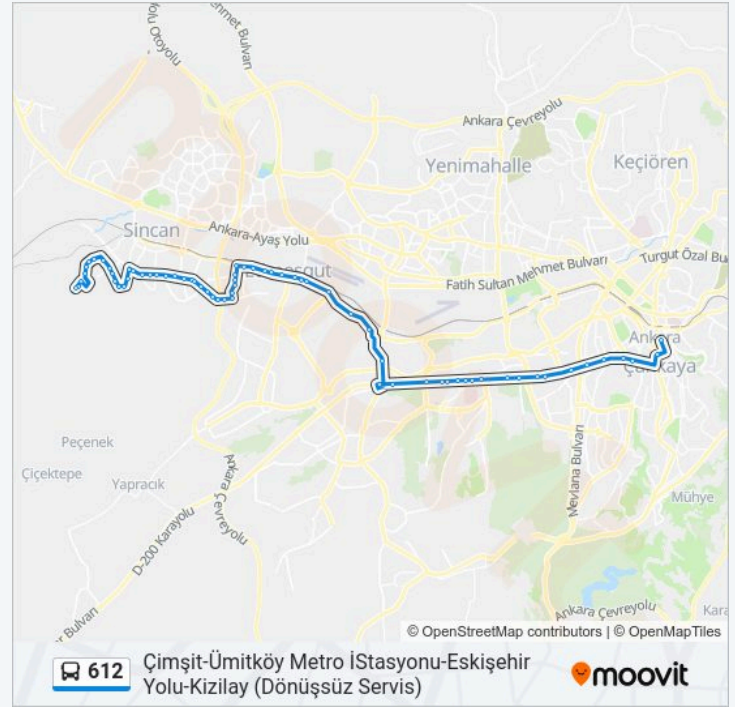 Ankara Çevreyolu
Yenimahalle
Keçiören
Sincan
Ankara-Ayaş Yolu
Turgut Özal Bu
Fatih Sultan Mehmet Bulvarı
Ankara
Çankaya
Peçenek
Çiçektepe
Yapracık
Ankara Çevreyolu
D-200 Karayolu
Mevlana Bulvarı
Mühye
Ankara Çevreyolu
© OpenStreetMap contributors | © OpenMapTiles
612
Çimşit-Ümitköy Metro İStasyonu-Eskişehir
Yolu-Kizilay (Dönüşsüz Servis)
moovit